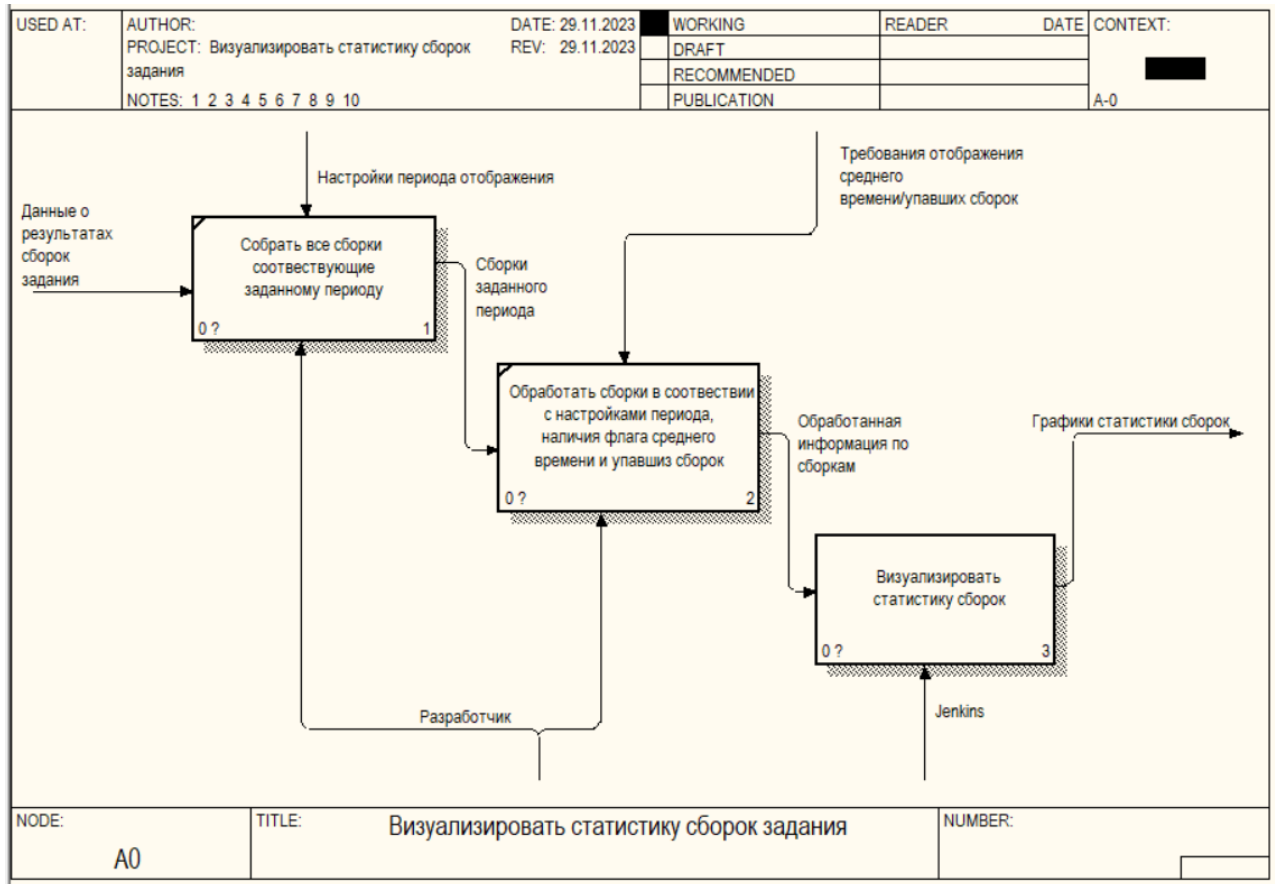 USED AT:
AUTHOR:
DATE: 29.11.2023
PROJECT: Визуализировать статистику сборок
REV: 29.11.2023
задания
NOTES: 1 2 3 4 5 6 7 8 9 10
WORKING
DRAFT
RECOMMENDED
PUBLICATION
READER
DATE
CONTEXT:
A-0
Настройки периода отображения
Требования отображения
среднего
времени/упавших сборок
Данные о
результатах
сборок
задания
Собрать все сборки
соотвествующие
заданному периоду
0 ?
1
Сборки
заданного
периода
Обработать сборки в соотвествии
с настройками периода,
наличия флага среднего
времени и упавшиз сборок
0 ?
2
Обработанная
информация по
сборкам
Графики статистики сборок
Визуализировать
статистику сборок
0 ?
3
Разработчик
Jenkins
NODE:
A0
TITLE:
Визуализировать статистику сборок задания
NUMBER: